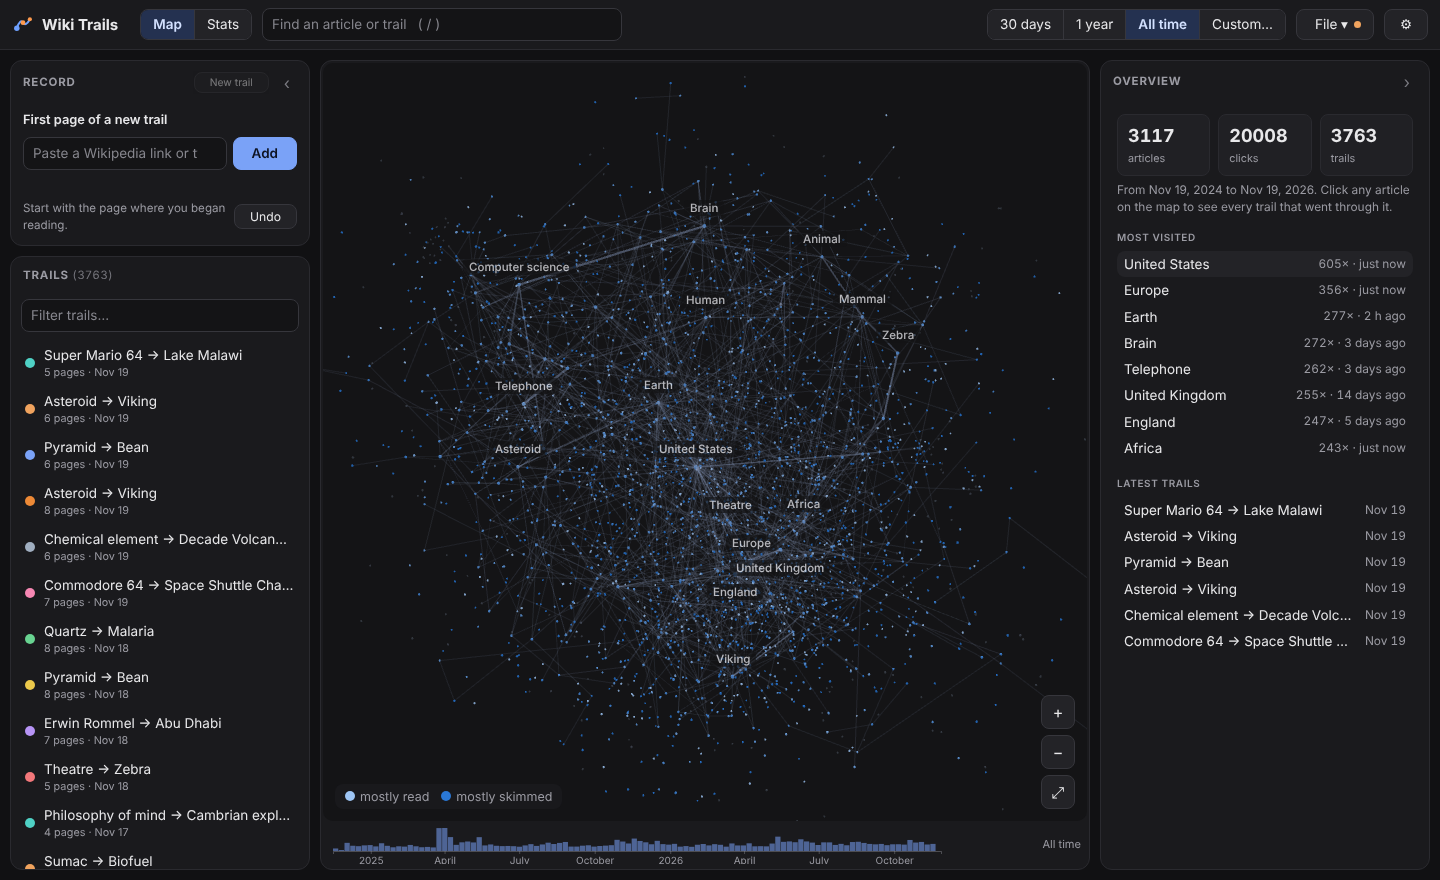 Wiki Trails
Map
Stats
Find an article or trail ( / )
30 days
1 year
All time
Custom...
File ▾
RECORD
New trail
First page of a new trail
Paste a Wikipedia link or t
Add
Start with the page where you began
reading.
Undo
TRAILS (3763)
Filter trails...
Super Mario 64 → Lake Malawi
5 pages · Nov 19
Asteroid → Viking
6 pages · Nov 19
Pyramid → Bean
6 pages · Nov 19
Asteroid → Viking
8 pages · Nov 19
Chemical element → Decade Volcan...
6 pages · Nov 19
Commodore 64 → Space Shuttle Cha...
7 pages · Nov 19
Quartz → Malaria
8 pages · Nov 18
Pyramid → Bean
8 pages · Nov 18
Erwin Rommel → Abu Dhabi
7 pages · Nov 18
Theatre → Zebra
5 pages · Nov 18
Philosophy of mind → Cambrian expl...
4 pages · Nov 17
Sumac → Biofuel
Brain
Animal
Computer science
Human
Mammal
Zebra
Telephone
Earth
Asteroid
United States
Theatre
Africa
Europe
United Kingdom
England
Viking
mostly read
mostly skimmed
2025
April
July
October
2026
April
July
October
All time
OVERVIEW
3117
articles
20008
clicks
3763
trails
From Nov 19, 2024 to Nov 19, 2026. Click any article
on the map to see every trail that went through it.
MOST VISITED
United States 605× · just now
Europe 356× · just now
Earth 277× · 2 h ago
Brain 272× · 3 days ago
Telephone 262× · 3 days ago
United Kingdom 255× · 14 days ago
England 247× · 5 days ago
Africa 243× · just now
LATEST TRAILS
Super Mario 64 → Lake Malawi Nov 19
Asteroid → Viking Nov 19
Pyramid → Bean Nov 19
Asteroid → Viking Nov 19
Chemical element → Decade Volc... Nov 19
Commodore 64 → Space Shuttle ... Nov 19